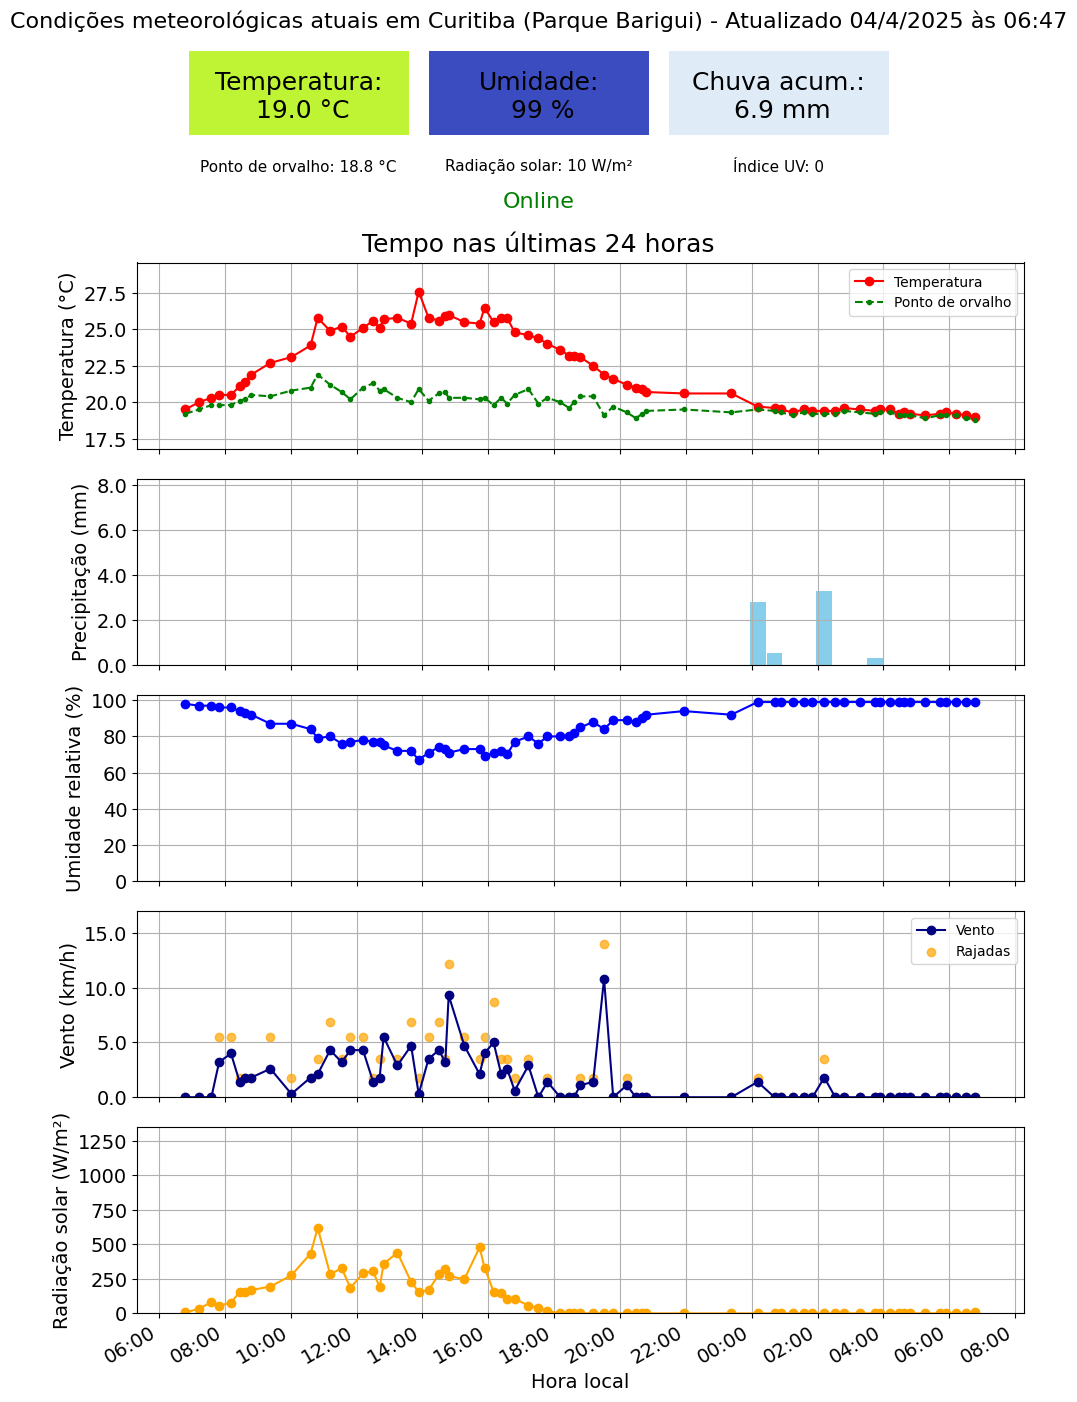 Condições meteorológicas atuais em Curitiba (Parque Barigui) - Atualizado 04/4/2025 às 06:47
Temperatura:
19.0 °C
Umidade:
99 %
Chuva acum.:
6.9 mm
Ponto de orvalho: 18.8 °C
Radiação solar: 10 W/m²
Índice UV: 0
Online
Tempo nas últimas 24 horas
Temperatura (°C)
27.5
25.0
22.5
20.0
17.5
Temperatura
Ponto de orvalho
Precipitação (mm)
8.0
6.0
4.0
2.0
0.0
Umidade relativa (%)
100
80
60
40
20
0
Vento (km/h)
15.0
10.0
5.0
0.0
Vento
Rajadas
Radiação solar (W/m²)
1250
1000
750
500
250
0
06:00
08:00
10:00
12:00
14:00
16:00
18:00
20:00
22:00
00:00
02:00
04:00
06:00
08:00
Hora local